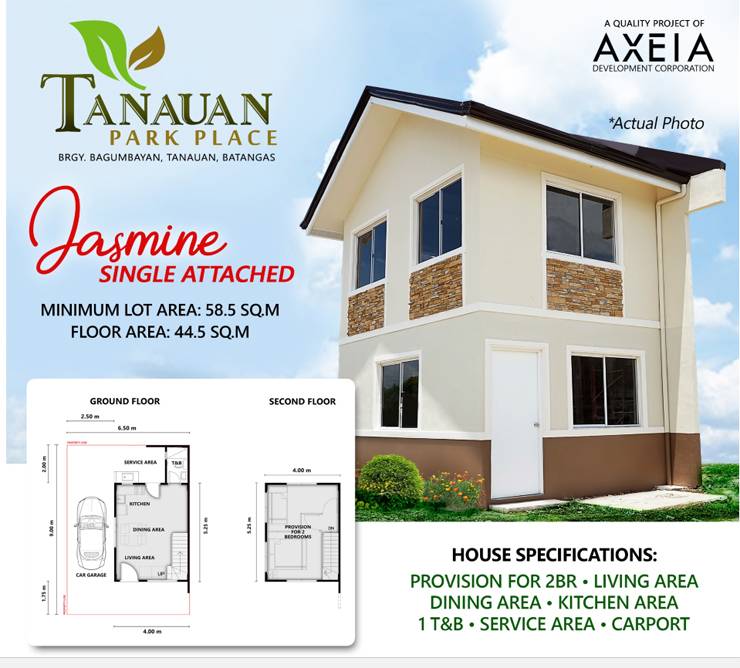 TANAUAN
PARK PLACE
BRGY. BAGUMBAYAN, TANAUAN, BATANGAS
A QUALITY PROJECT OF
AXEIA
DEVELOPMENT CORPORATION
*Actual Photo
Jasmine
SINGLE ATTACHED
MINIMUM LOT AREA: 58.5 SQ.M
FLOOR AREA: 44.5 SQ.M
GROUND FLOOR
2.50 m
6.50 m
2.00 m
9.00 m
1.75 m
SERVICE AREA
T&B
KITCHEN
DINING AREA
LIVING AREA
UP
CAR GARAGE
5.25 m
4.00 m
SECOND FLOOR
4.00 m
5.25 m
PROVISION
FOR 2
BEDROOMS
DN
HOUSE SPECIFICATIONS:
PROVISION FOR 2BR • LIVING AREA
DINING AREA • KITCHEN AREA
1 T&B • SERVICE AREA • CARPORT